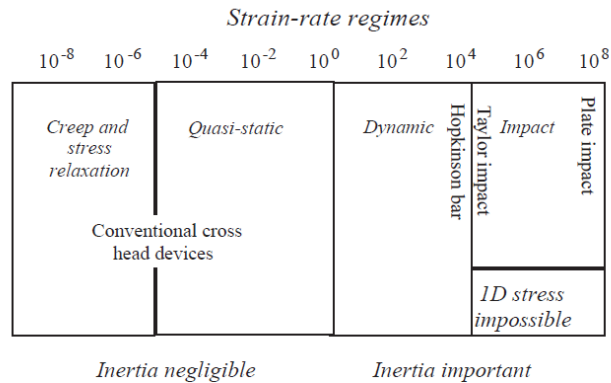 Strain-rate regimes
10⁻⁸ 10⁻⁶ 10⁻⁴ 10⁻² 10⁰ 10² 10⁴ 10⁶ 10⁸
Creep and
stress
relaxation
Quasi-static
Dynamic
Hopkinson bar
Taylor impact
Impact
Plate impact
Conventional cross
head devices
1D stress
impossible
Inertia negligible
Inertia important